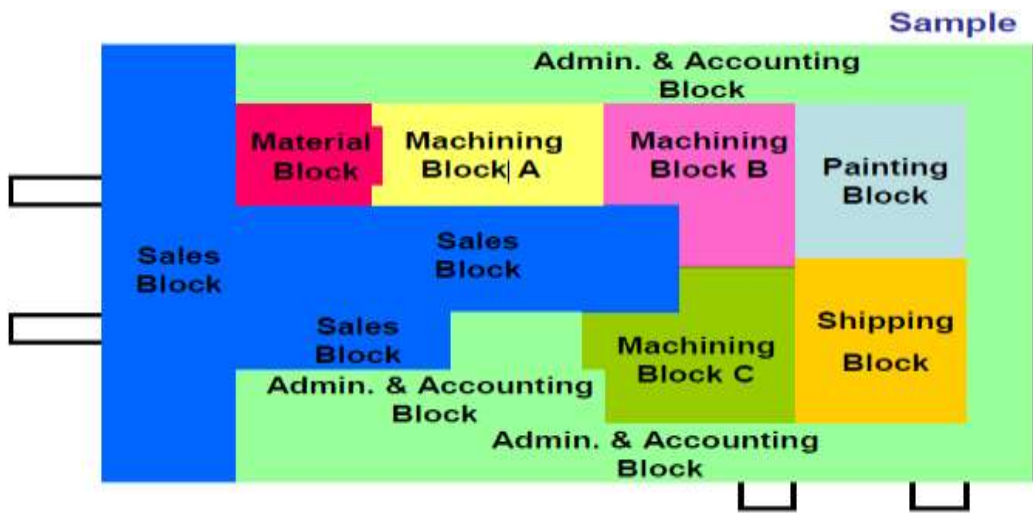 Sample
Admin. & Accounting
Block
Material
Block
Machining
Block A
Machining
Block B
Painting
Block
Sales
Block
Sales
Block
Sales
Block
Machining
Block C
Shipping
Block
Admin. & Accounting
Block
Admin. & Accounting
Block